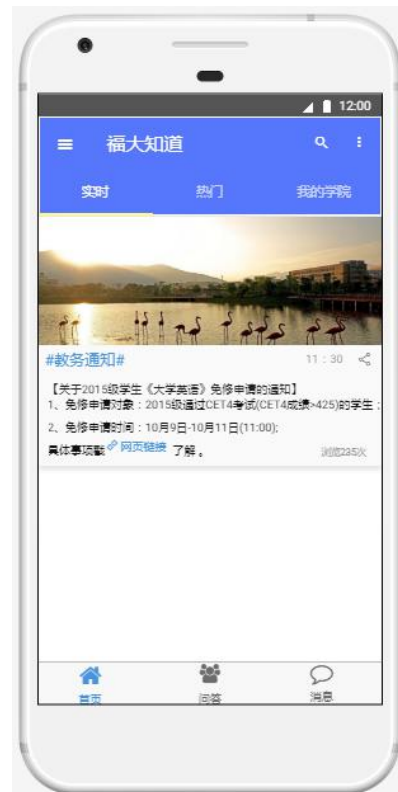 12:00
福大知道
实时 热门 我的学院
#教务通知# 11：30
【关于2015级学生《大学英语》免修申请的通知】
1、免修申请对象：2015级通过CET4考试(CET4成绩>425)的学生；
2、免修申请时间：10月9日-10月11日(11:00);
具体事项戳 网页链接 了解。 浏览235次
首页 问答 消息